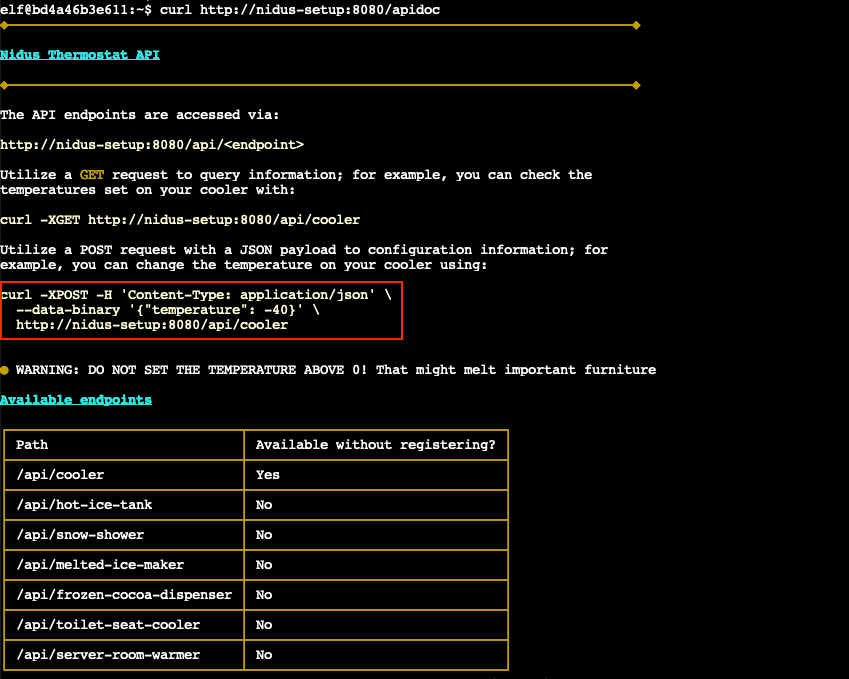 elf@bd4a46b3e611:~$ curl http://nidus-setup:8080/apidoc
Nidus Thermostat API
The API endpoints are accessed via:
http://nidus-setup:8080/api/<endpoint>
Utilize a GET request to query information; for example, you can check the
temperatures set on your cooler with:
curl -XGET http://nidus-setup:8080/api/cooler
Utilize a POST request with a JSON payload to configuration information; for
example, you can change the temperature on your cooler using:
curl -XPOST -H 'Content-Type: application/json' \
--data-binary '{"temperature": -40}' \
http://nidus-setup:8080/api/cooler
● WARNING: DO NOT SET THE TEMPERATURE ABOVE 0! That might melt important furniture
Available endpoints
Path Available without registering?
/api/cooler Yes
/api/hot-ice-tank No
/api/snow-shower No
/api/melted-ice-maker No
/api/frozen-cocoa-dispenser No
/api/toilet-seat-cooler No
/api/server-room-warmer No